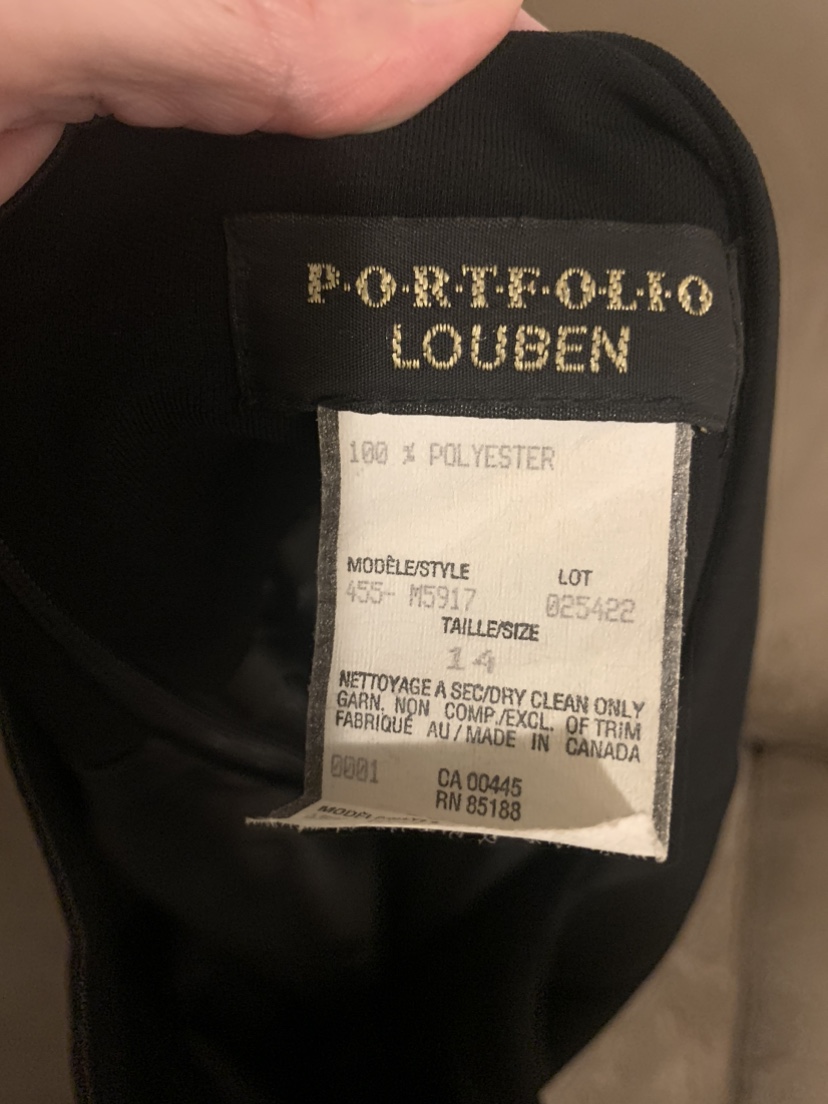 P·O·R·T·F·O·L·I·O
LOUBEN
100 % POLYESTER
MODÈLE/STYLE LOT
455- M5917 025422
TAILLE/SIZE
14
NETTOYAGE A SEC/DRY CLEAN ONLY
GARN. NON COMP./EXCL. OF TRIM
FABRIQUÉ AU / MADE IN CANADA
0001 CA 00445
RN 85188